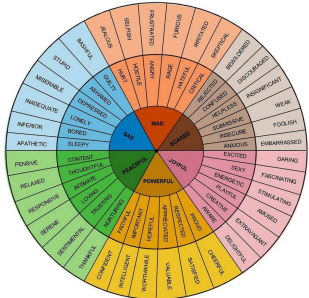 MAD
SCARED
JOYFUL
POWERFUL
PEACEFUL
SAD
HURT
HOSTILE
ANGRY
RAGE
HATEFUL
CRITICAL
REJECTED
CONFUSED
HELPLESS
SUBMISSIVE
INSECURE
ANXIOUS
EXCITED
SEXY
ENERGETIC
PLAYFUL
CREATIVE
AWARE
PROUD
RESPECTED
APPRECIATED
HOPEFUL
IMPORTANT
FAITHFUL
NURTURING
TRUSTING
LOVING
INTIMATE
THOUGHTFUL
CONTENT
SLEEPY
BORED
LONELY
DEPRESSED
ASHAMED
GUILTY
JEALOUS
SELFISH
FRUSTRATED
FURIOUS
IRRITATED
SKEPTICAL
BEWILDERED
DISCOURAGED
INSIGNIFICANT
WEAK
FOOLISH
EMBARRASSED
DARING
FASCINATING
STIMULATING
AMUSED
EXTRAVAGANT
DELIGHTFUL
CHEERFUL
SATISFIED
VALUABLE
WORTHWHILE
INTELLIGENT
CONFIDENT
THANKFUL
SENTIMENTAL
SERENE
RESPONSIVE
RELAXED
PENSIVE
APATHETIC
INFERIOR
INADEQUATE
MISERABLE
STUPID
BASHFUL